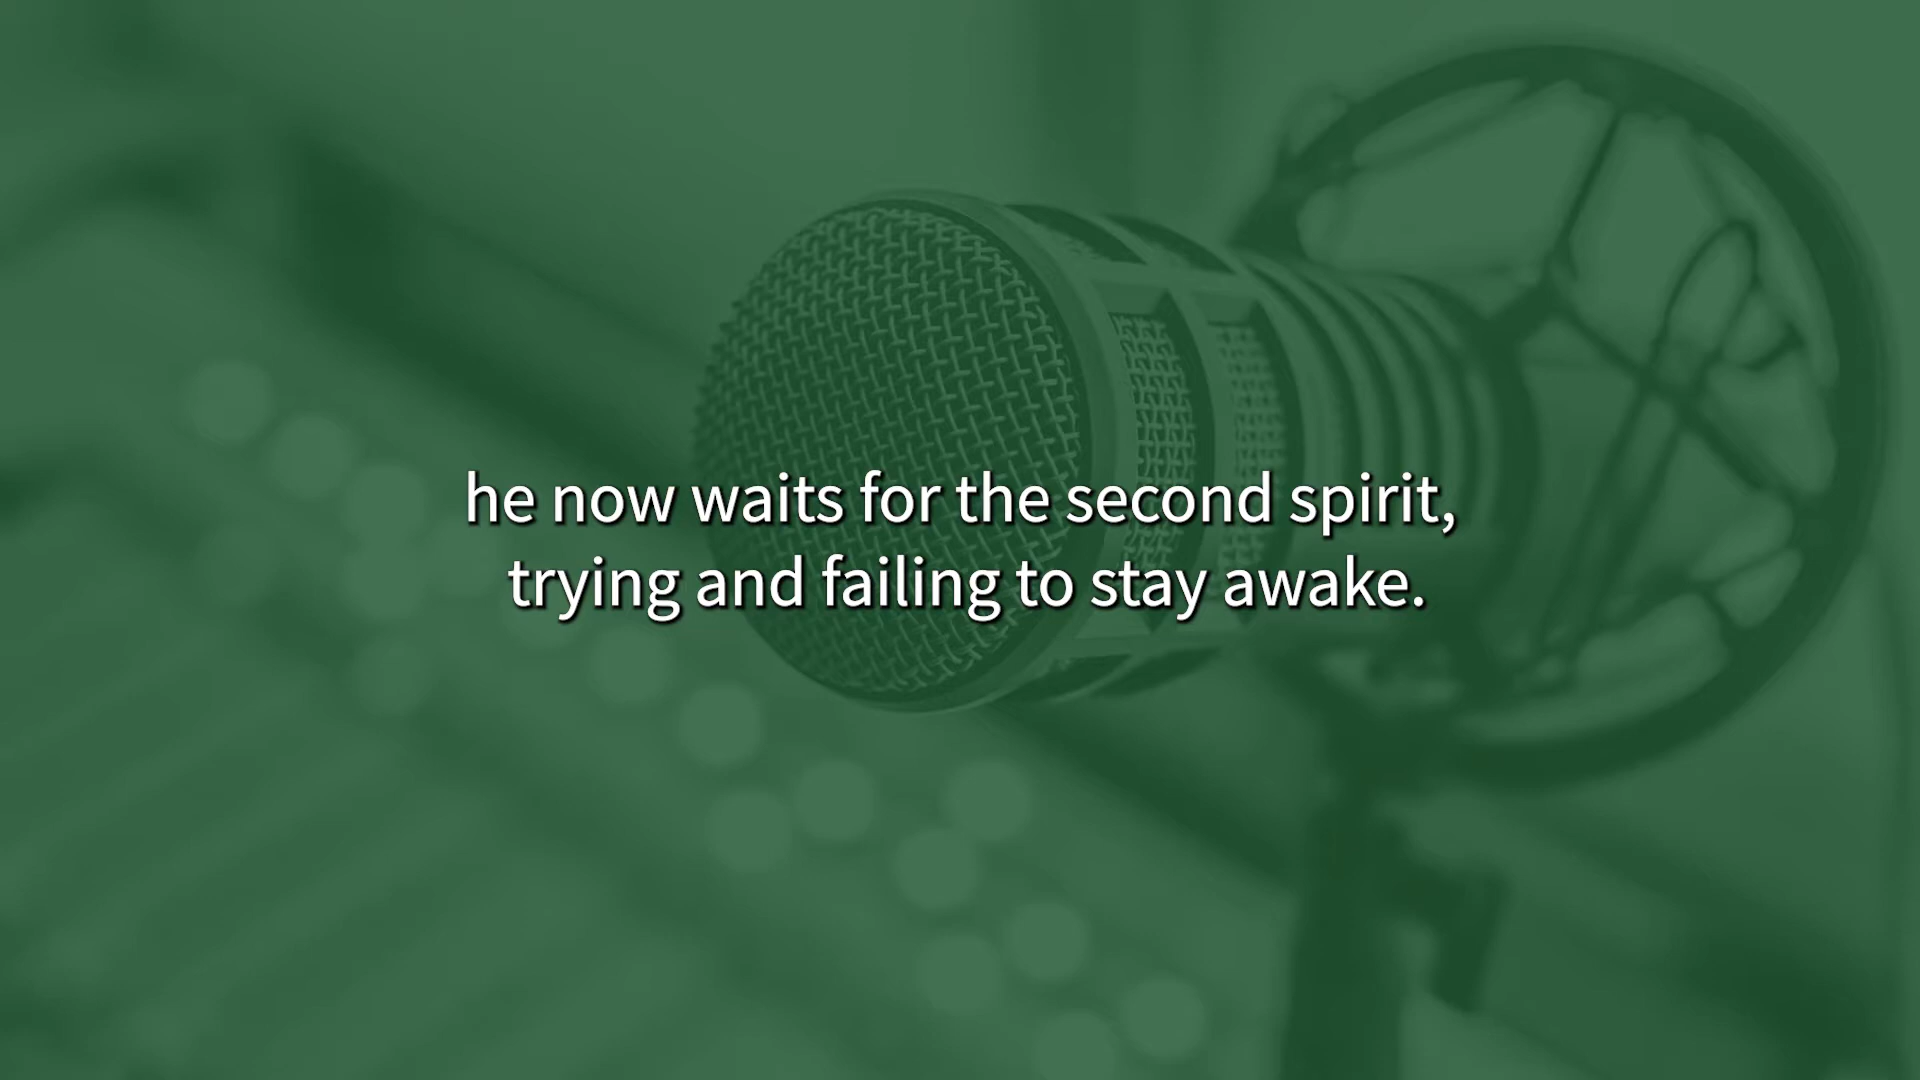 he now waits for the second spirit,
trying and failing to stay awake.